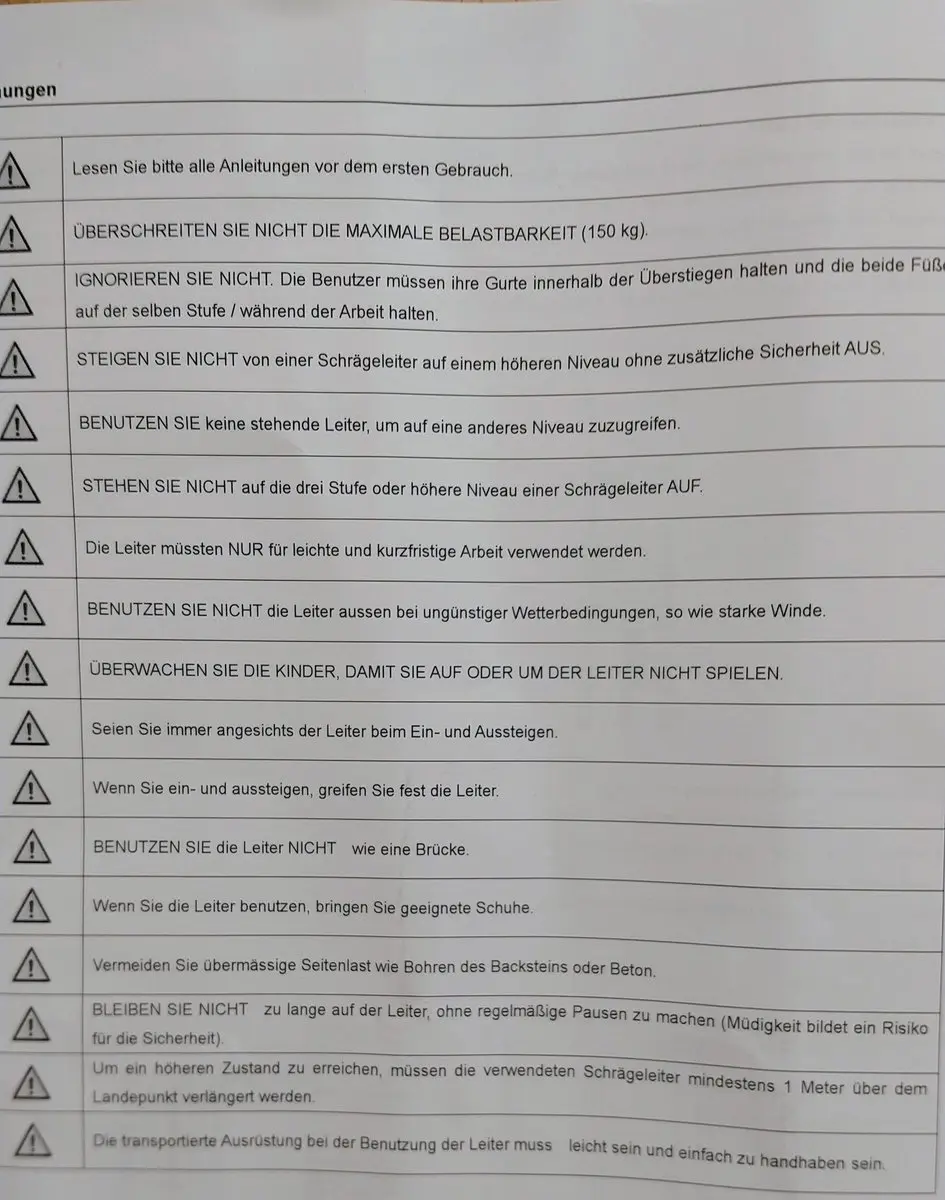 ungen
Lesen Sie bitte alle Anleitungen vor dem ersten Gebrauch.
ÜBERSCHREITEN SIE NICHT DIE MAXIMALE BELASTBARKEIT (150 kg).
IGNORIEREN SIE NICHT. Die Benutzer müssen ihre Gurte innerhalb der Überstiegen halten und die beide Füße
auf der selben Stufe / während der Arbeit halten.
STEIGEN SIE NICHT von einer Schrägeleiter auf einem höheren Niveau ohne zusätzliche Sicherheit AUS.
BENUTZEN SIE keine stehende Leiter, um auf eine anderes Niveau zuzugreifen.
STEHEN SIE NICHT auf die drei Stufe oder höhere Niveau einer Schrägeleiter AUF.
Die Leiter müssten NUR für leichte und kurzfristige Arbeit verwendet werden.
BENUTZEN SIE NICHT die Leiter aussen bei ungünstiger Wetterbedingungen, so wie starke Winde.
ÜBERWACHEN SIE DIE KINDER, DAMIT SIE AUF ODER UM DER LEITER NICHT SPIELEN.
Seien Sie immer angesichts der Leiter beim Ein- und Aussteigen.
Wenn Sie ein- und aussteigen, greifen Sie fest die Leiter.
BENUTZEN SIE die Leiter NICHT wie eine Brücke.
Wenn Sie die Leiter benutzen, bringen Sie geeignete Schuhe.
Vermeiden Sie übermässige Seitenlast wie Bohren des Backsteins oder Beton.
BLEIBEN SIE NICHT zu lange auf der Leiter, ohne regelmäßige Pausen zu machen (Müdigkeit bildet ein Risiko
für die Sicherheit).
Um ein höheren Zustand zu erreichen, müssen die verwendeten Schrägeleiter mindestens 1 Meter über dem
Landepunkt verlängert werden.
Die transportierte Ausrüstung bei der Benutzung der Leiter muss leicht sein und einfach zu handhaben sein.